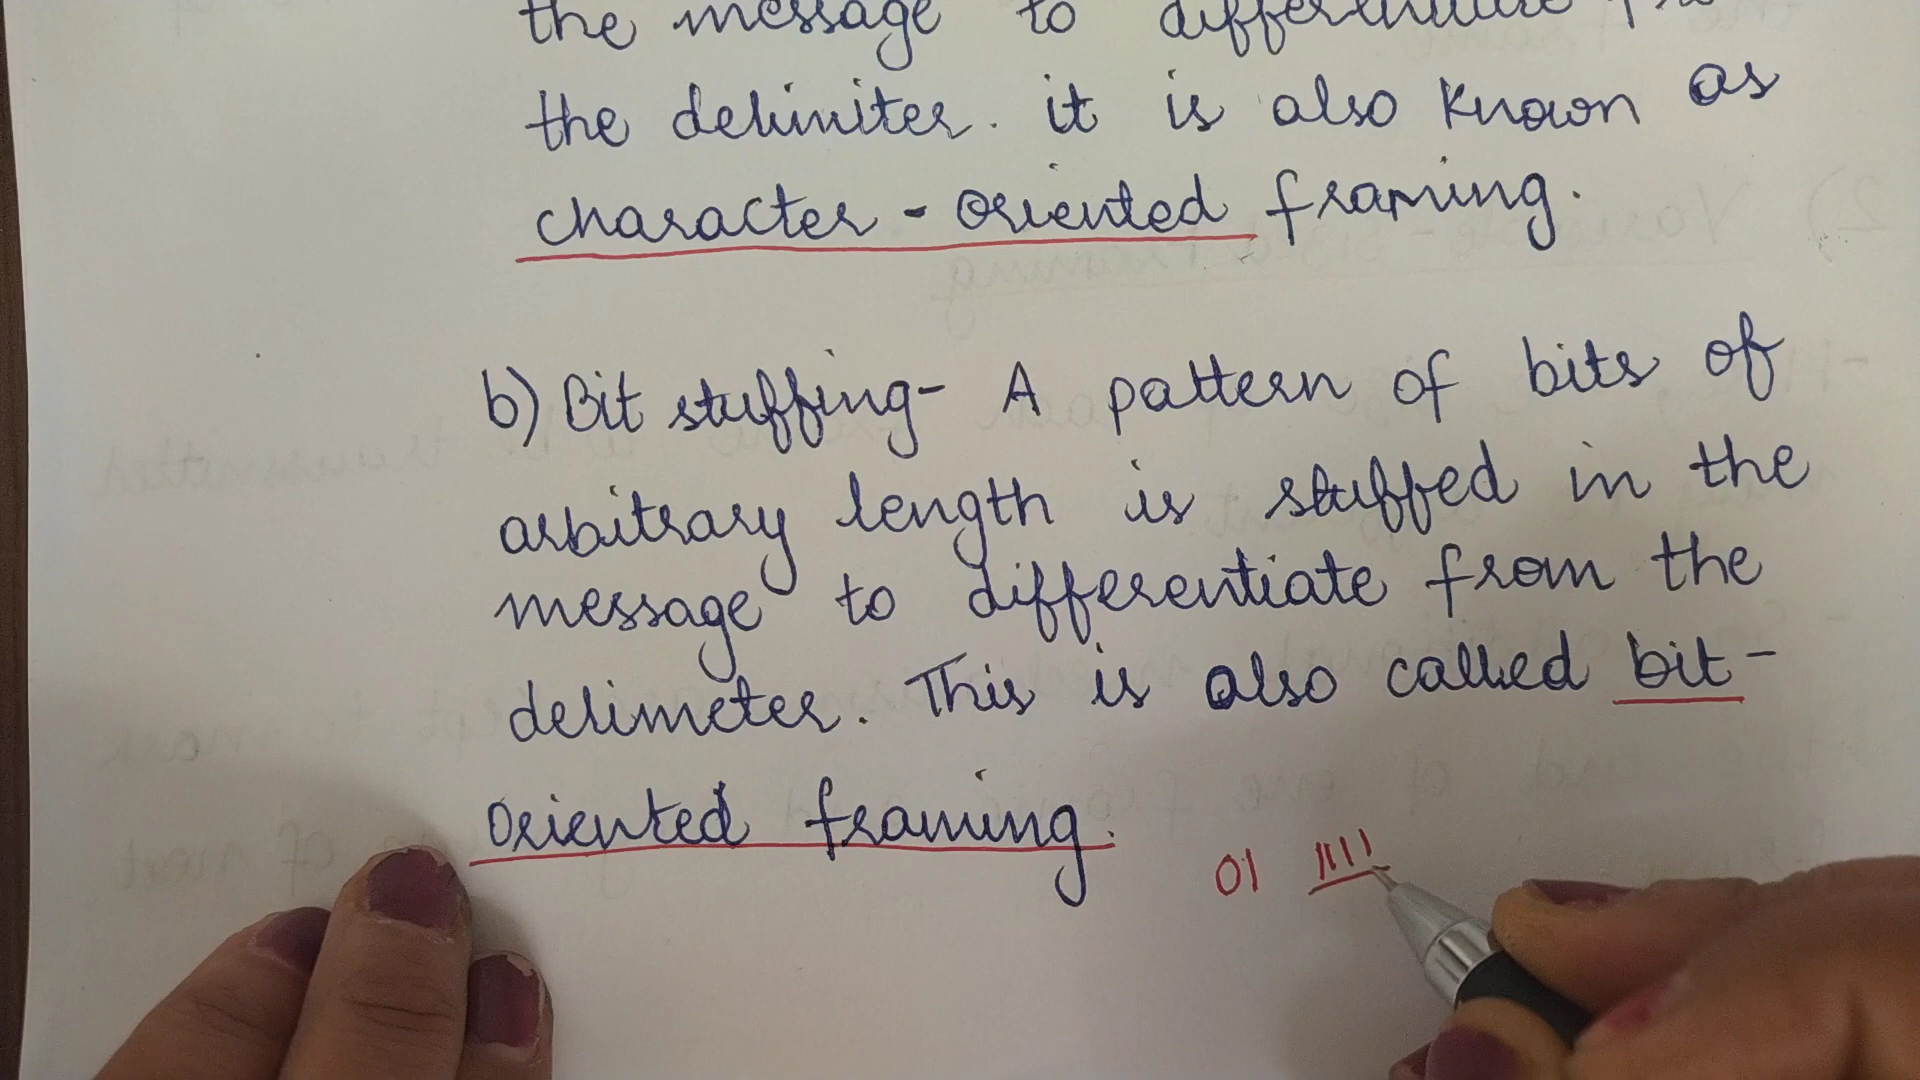 the message to differentiate
the delimiter. it is also known as
character - oriented framing.
b) Bit stuffing - A pattern of bits of
arbitrary length is stuffed in the
message to differentiate from the
delimeter. This is also called bit-
oriented framing.
01 1111